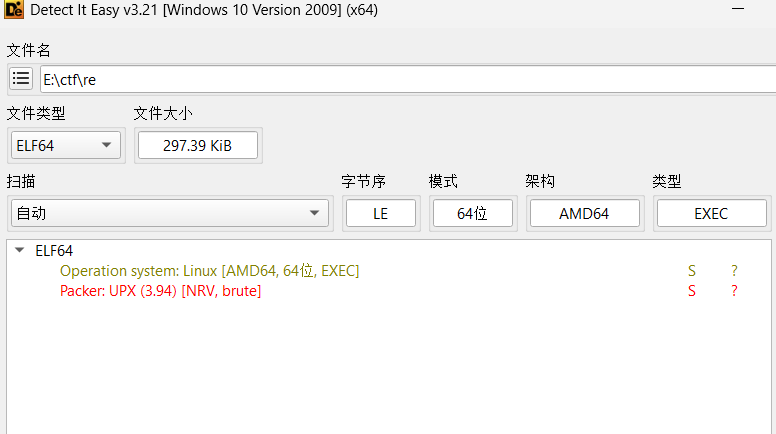 Detect It Easy v3.21 [Windows 10 Version 2009] (x64)
文件名
E:\ctf\re
文件类型 文件大小
ELF64 297.39 KiB
扫描 字节序 模式 架构 类型
自动 LE 64位 AMD64 EXEC
ELF64
Operation system: Linux [AMD64, 64位, EXEC] S ?
Packer: UPX (3.94) [NRV, brute] S ?